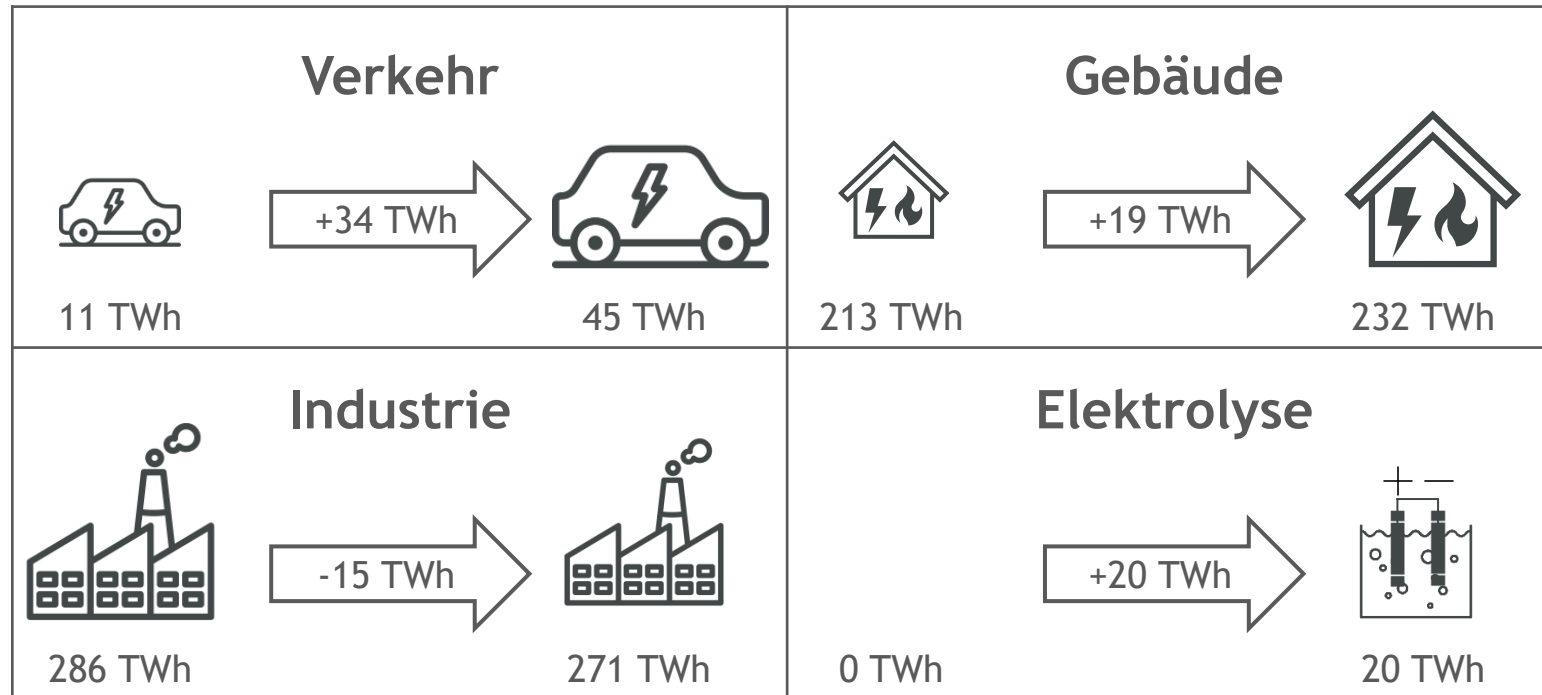 Verkehr
+34 TWh
11 TWh
45 TWh
Gebäude
+19 TWh
213 TWh
232 TWh
Industrie
-15 TWh
286 TWh
271 TWh
Elektrolyse
+ −
+20 TWh
0 TWh
20 TWh